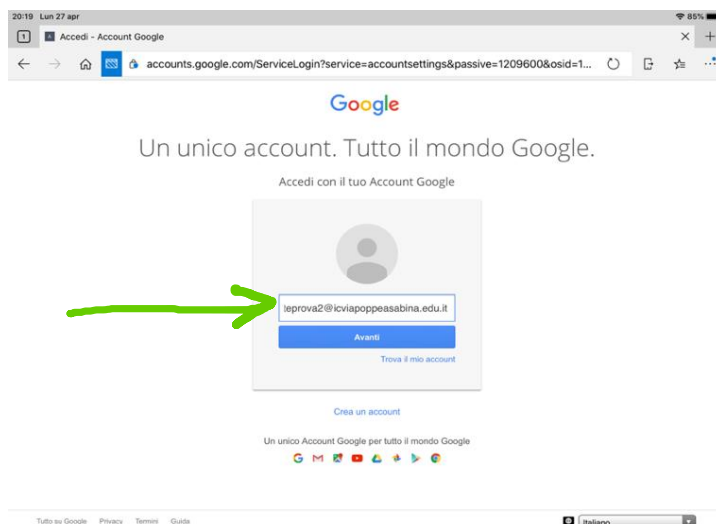 20:19 Lun 27 apr
85%
1 Accedi - Account Google
accounts.google.com/ServiceLogin?service=accountsettings&passive=1209600&osid=1...
Google
Un unico account. Tutto il mondo Google.
Accedi con il tuo Account Google
eprova2@icviapoppeasabina.edu.it
Avanti
Trova il mio account
Crea un account
Un unico Account Google per tutto il mondo Google
Tutto su Google Privacy Termini Guida
Italiano